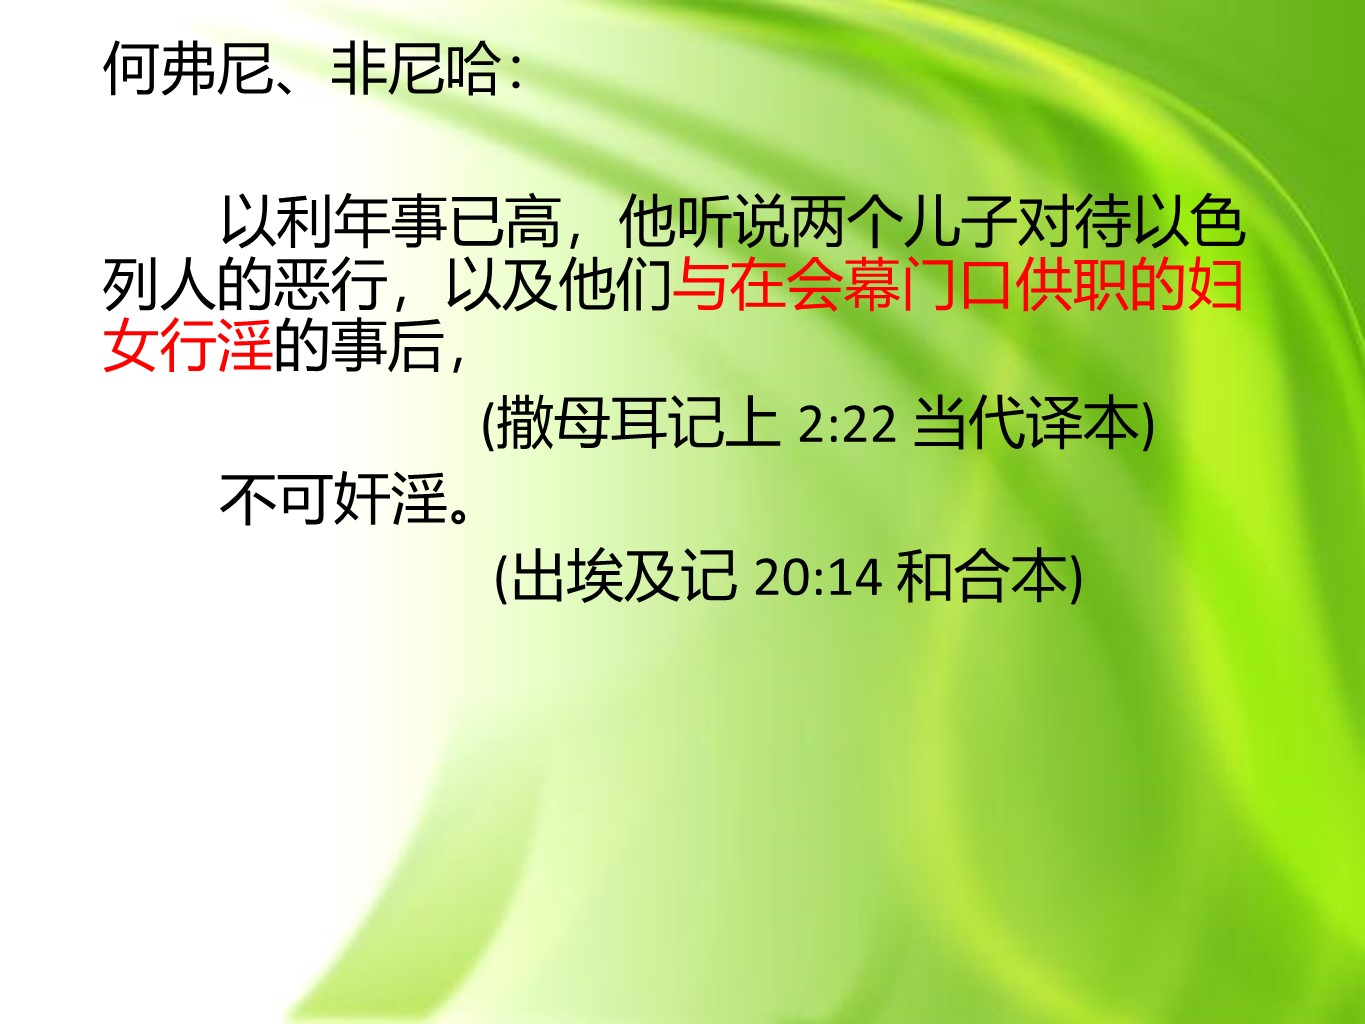 何弗尼、非尼哈：
以利年事已高，他听说两个儿子对待以色
列人的恶行，以及他们与在会幕门口供职的妇
女行淫的事后，
(撒母耳记上 2:22 当代译本)
不可奸淫。
(出埃及记 20:14 和合本)